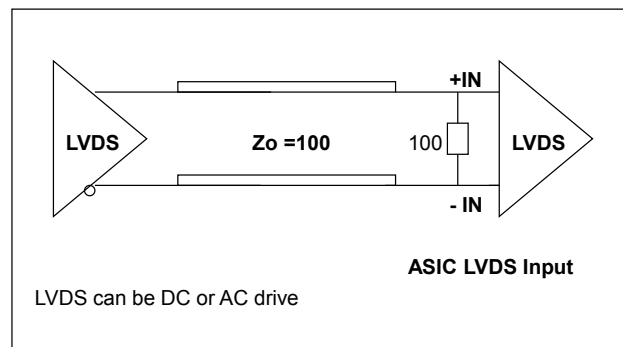 +IN
LVDS
Zo =100
100
LVDS
- IN
ASIC LVDS Input
LVDS can be DC or AC drive